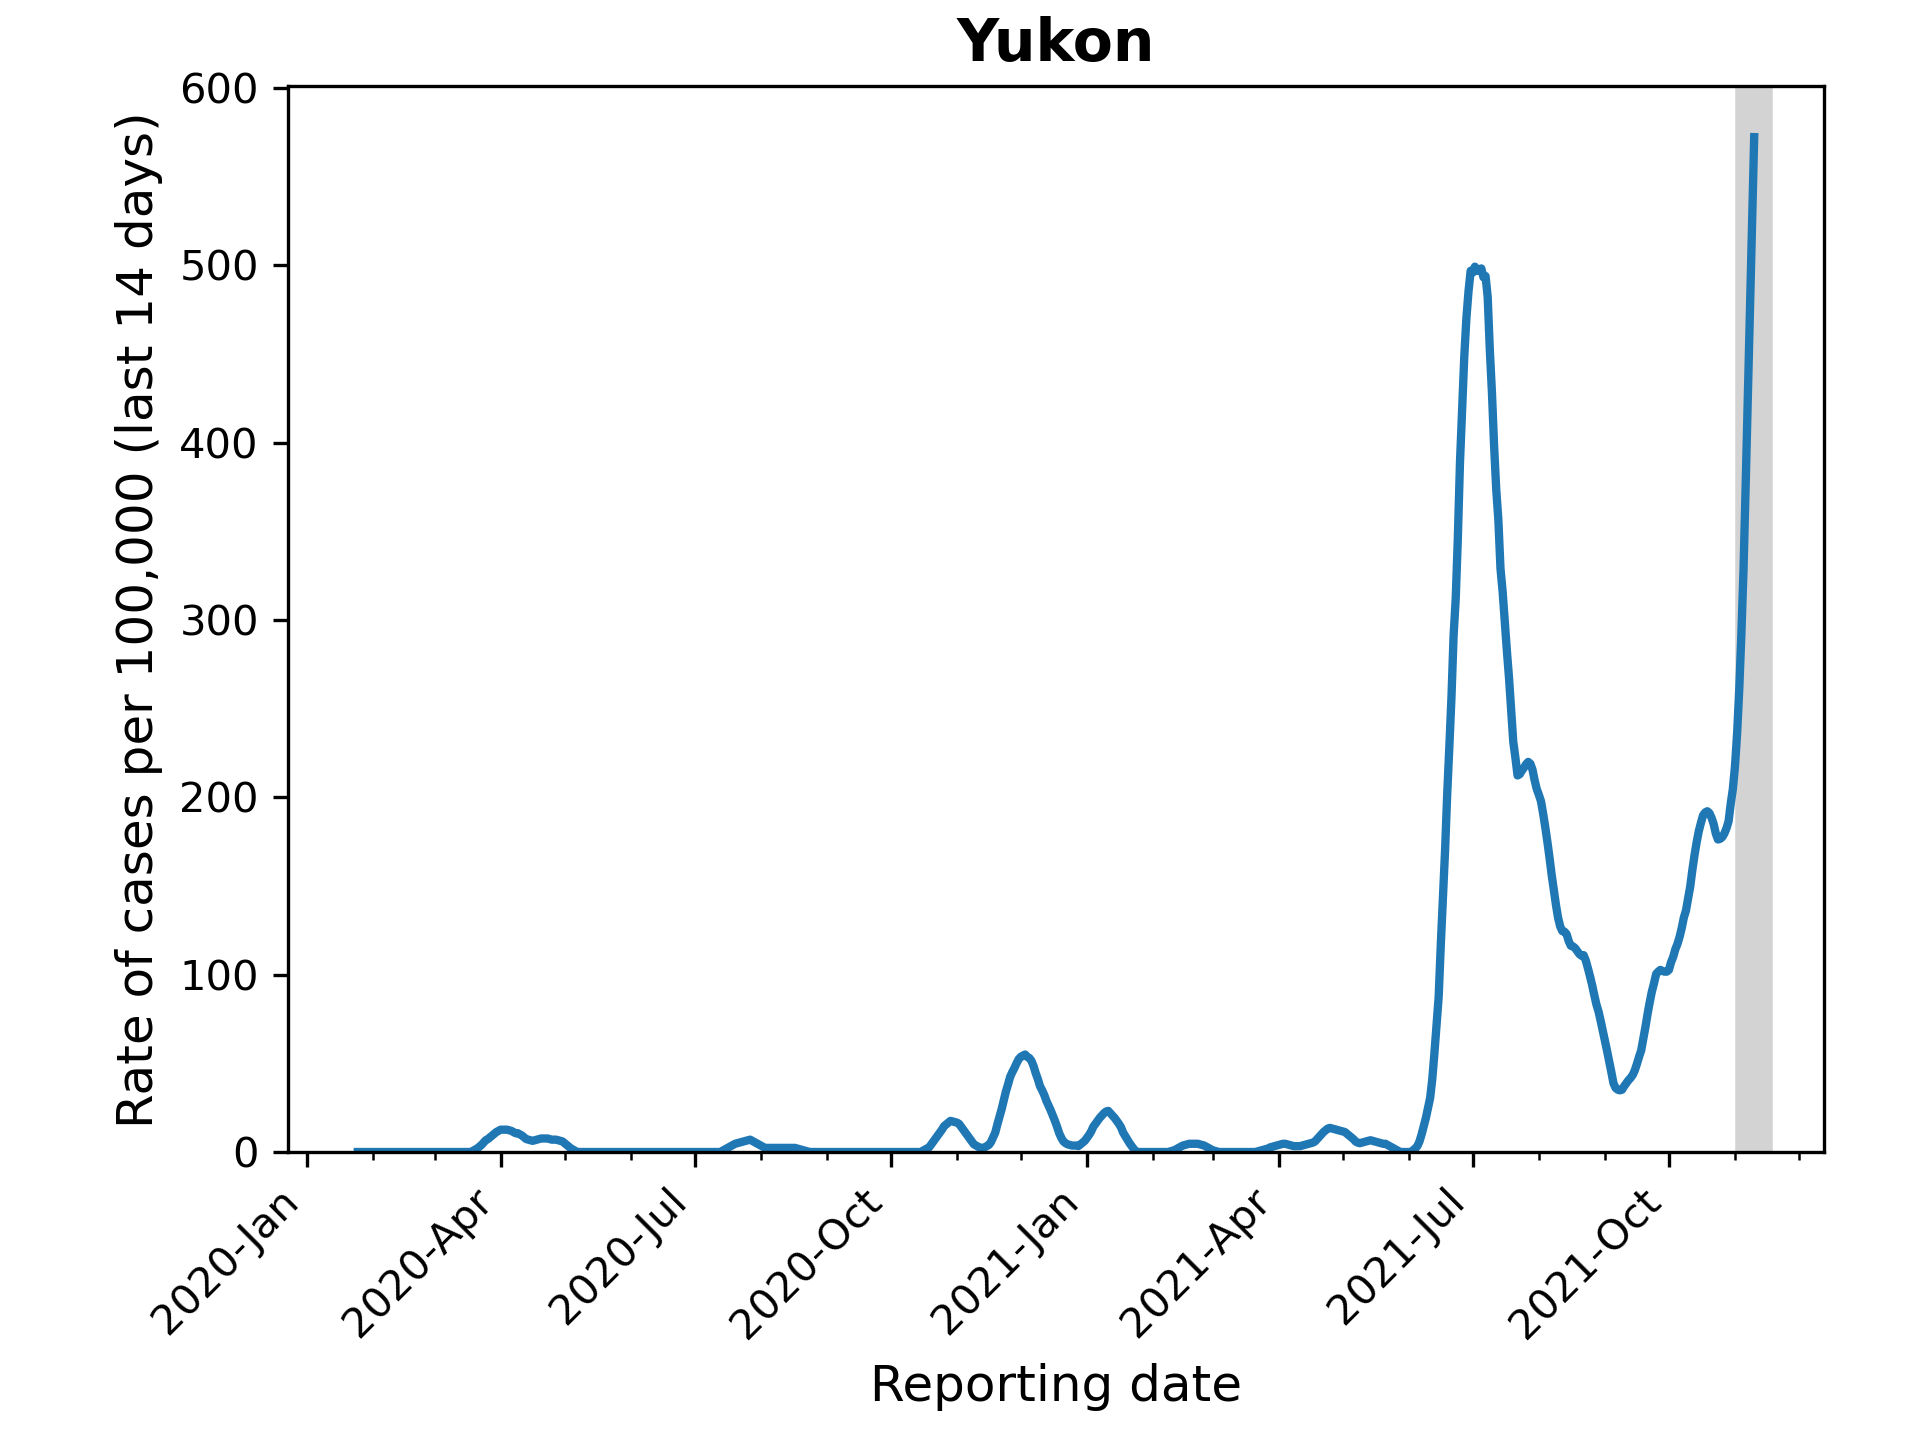 Yukon
Rate of cases per 100,000 (last 14 days)
600
500
400
300
200
100
0
2020-Jan
2020-Apr
2020-Jul
2020-Oct
2021-Jan
2021-Apr
2021-Jul
2021-Oct
Reporting date